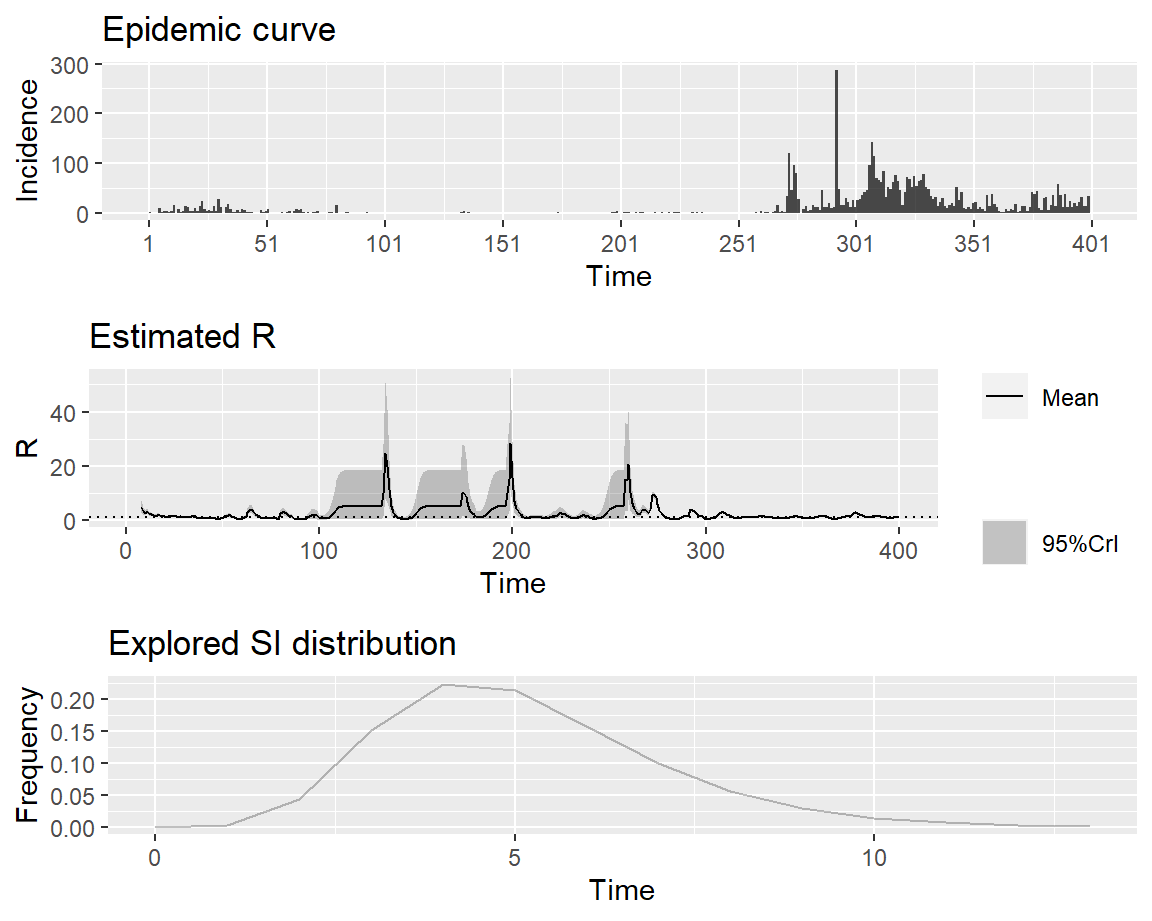 Epidemic curve
300
200
100
0
Incidence
1 51 101 151 201 251 301 351 401
Time
Estimated R
40
20
0
R
0 100 200 300 400
Time
Mean
95%CrI
Explored SI distribution
0.20
0.15
0.10
0.05
0.00
Frequency
0 5 10
Time